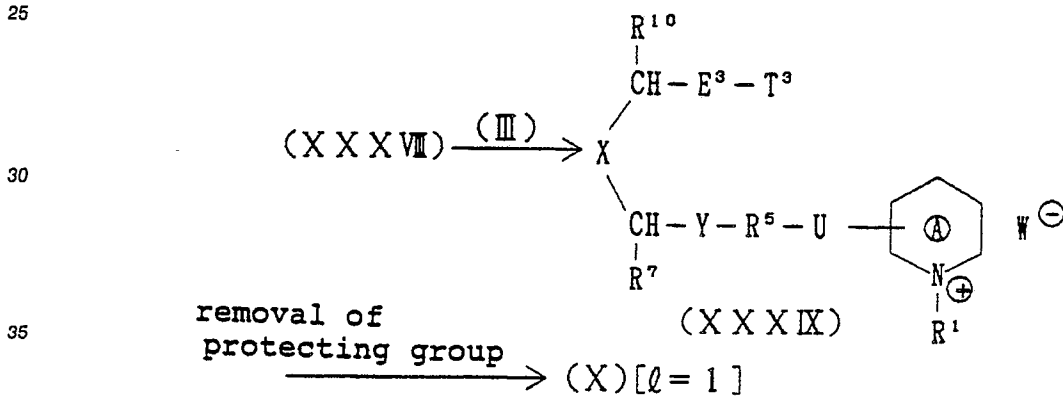 25
R¹⁰
CH－E³－T³
(XXXⅧ) (Ⅲ) X
30
CH－Y－R⁵－U A W⊖
R⁷ N⊕
(XXXⅨ) R¹
35
removal of
protecting group (X)[ℓ=1]